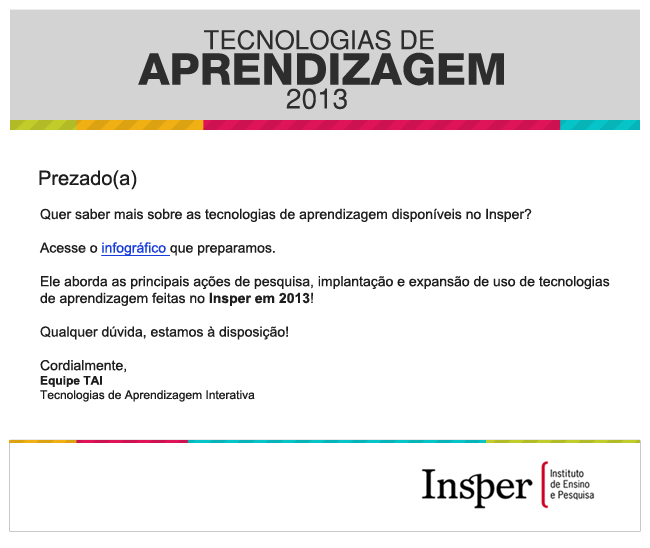 TECNOLOGIAS DE
APRENDIZAGEM
2013
Prezado(a)
Quer saber mais sobre as tecnologias de aprendizagem disponíveis no Insper?
Acesse o infográfico que preparamos.
Ele aborda as principais ações de pesquisa, implantação e expansão de uso de tecnologias
de aprendizagem feitas no Insper em 2013!
Qualquer dúvida, estamos à disposição!
Cordialmente,
Equipe TAI
Tecnologias de Aprendizagem Interativa
Insper
Instituto
de Ensino
e Pesquisa